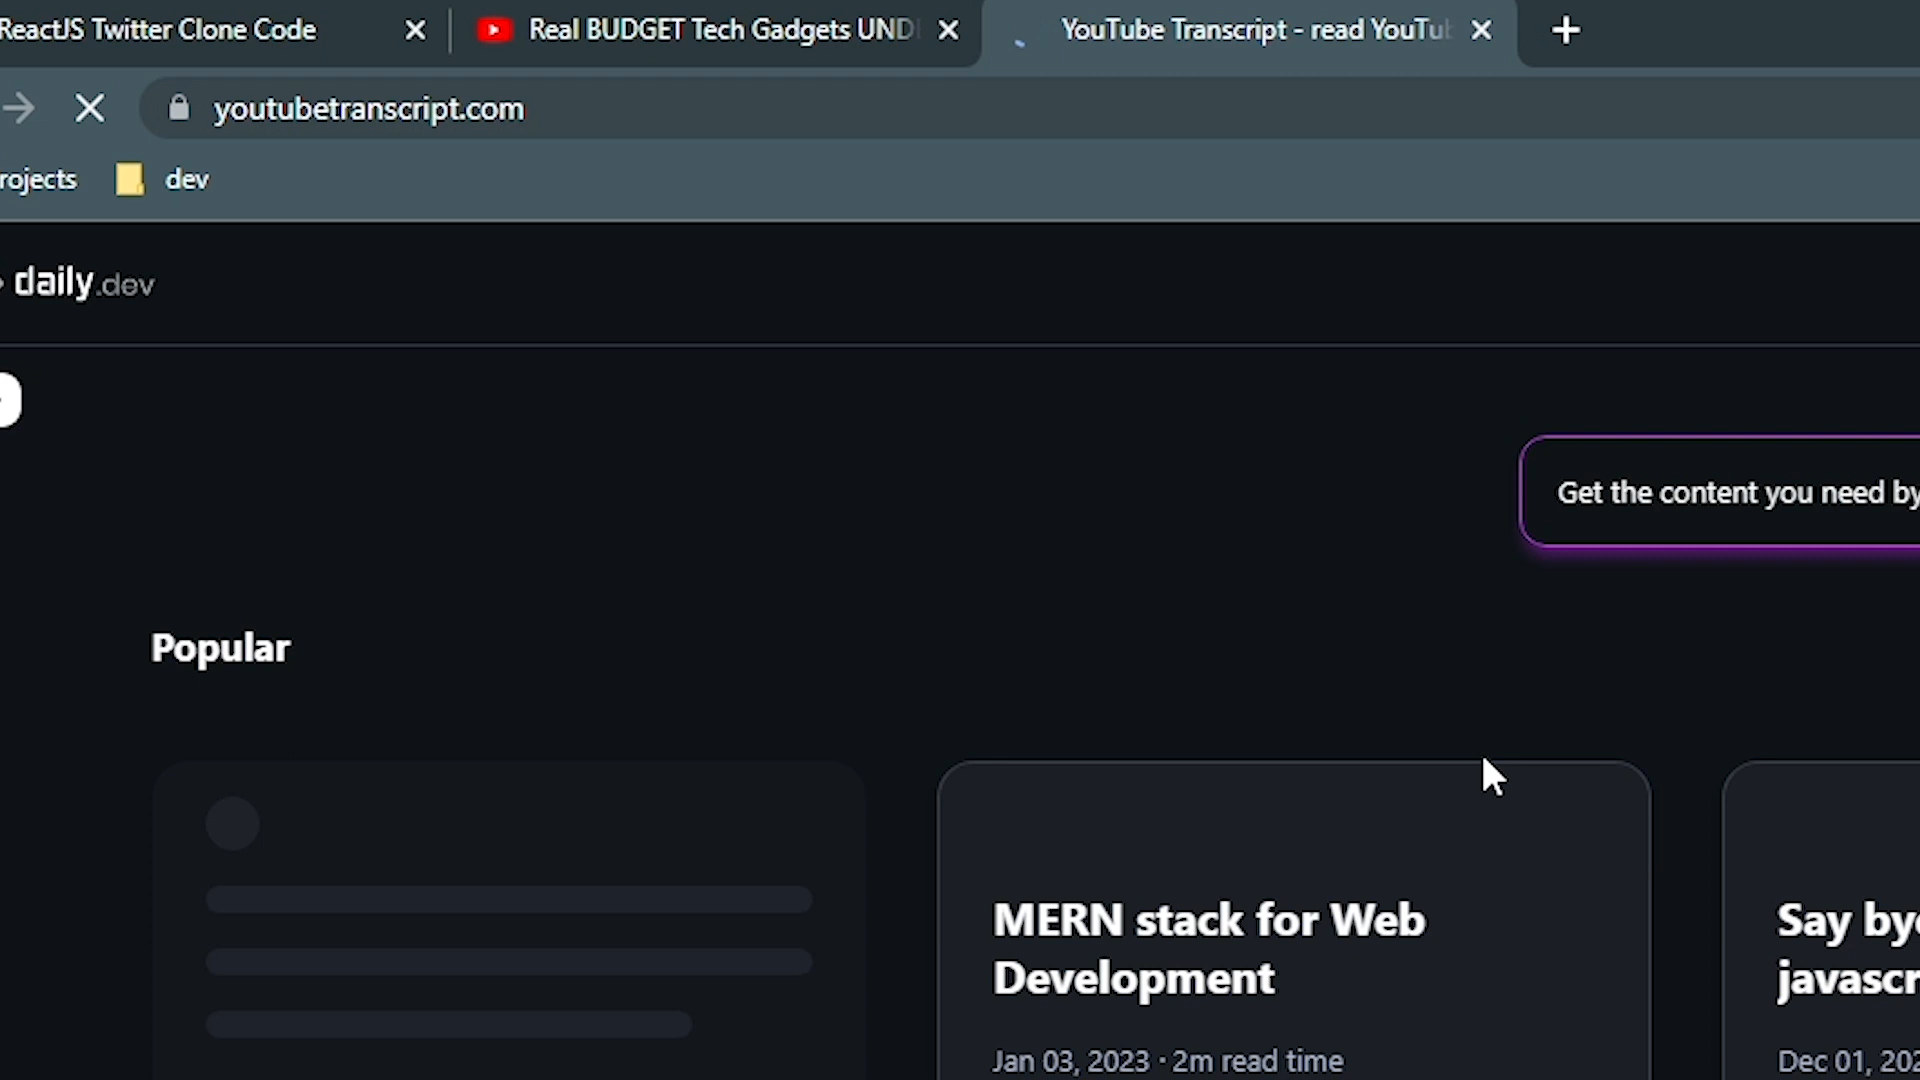 ReactJS Twitter Clone Code
Real BUDGET Tech Gadgets UND
YouTube Transcript - read YouTu
youtubetranscript.com
rojects
dev
daily.dev
Get the content you need by
Popular
MERN stack for Web
Development
Jan 03, 2023 · 2m read time
Say bye
javascr
Dec 01, 202